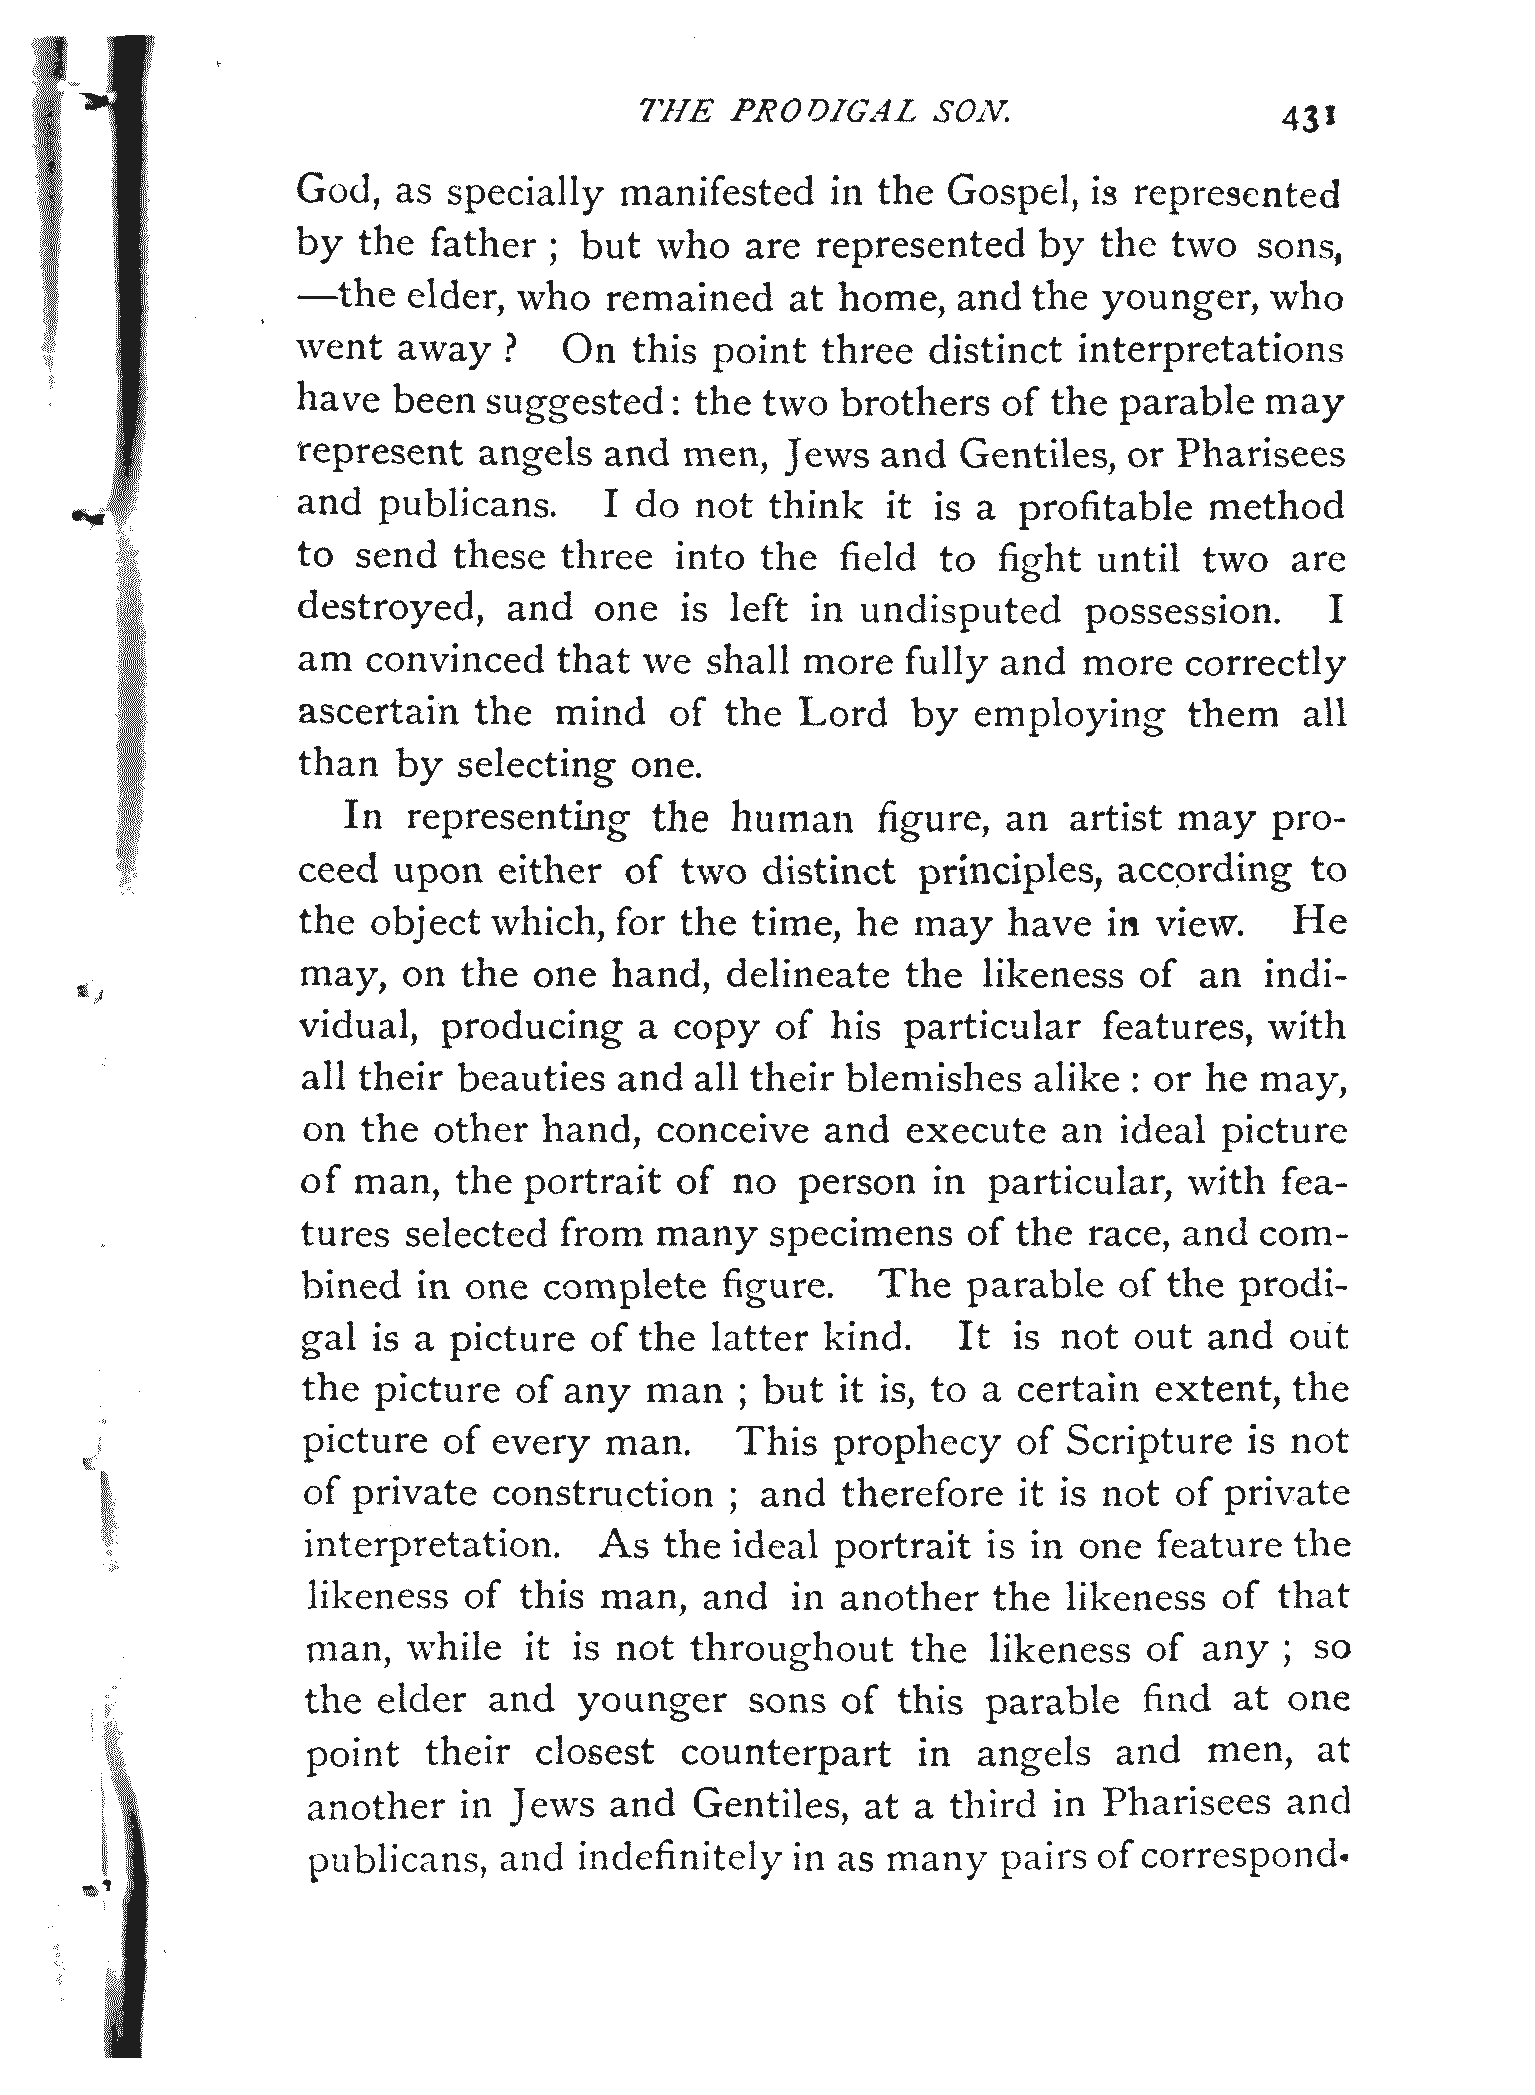 THE PRODIGAL SON. 431
God, as specially manifested in the Gospel, is represented
by the father ; but who are represented by the two sons,
—the elder, who remained at home, and the younger, who
went away ? On this point three distinct interpretations
have been suggested : the two brothers of the parable may
represent angels and men, Jews and Gentiles, or Pharisees
and publicans. I do not think it is a profitable method
to send these three into the field to fight until two are
destroyed, and one is left in undisputed possession. I
am convinced that we shall more fully and more correctly
ascertain the mind of the Lord by employing them all
than by selecting one.
In representing the human figure, an artist may pro-
ceed upon either of two distinct principles, according to
the object which, for the time, he may have in view. He
may, on the one hand, delineate the likeness of an indi-
vidual, producing a copy of his particular features, with
all their beauties and all their blemishes alike : or he may,
on the other hand, conceive and execute an ideal picture
of man, the portrait of no person in particular, with fea-
tures selected from many specimens of the race, and com-
bined in one complete figure. The parable of the prodi-
gal is a picture of the latter kind. It is not out and out
the picture of any man ; but it is, to a certain extent, the
picture of every man. This prophecy of Scripture is not
of private construction ; and therefore it is not of private
interpretation. As the ideal portrait is in one feature the
likeness of this man, and in another the likeness of that
man, while it is not throughout the likeness of any ; so
the elder and younger sons of this parable find at one
point their closest counterpart in angels and men, at
another in Jews and Gentiles, at a third in Pharisees and
publicans, and indefinitely in as many pairs of correspond-